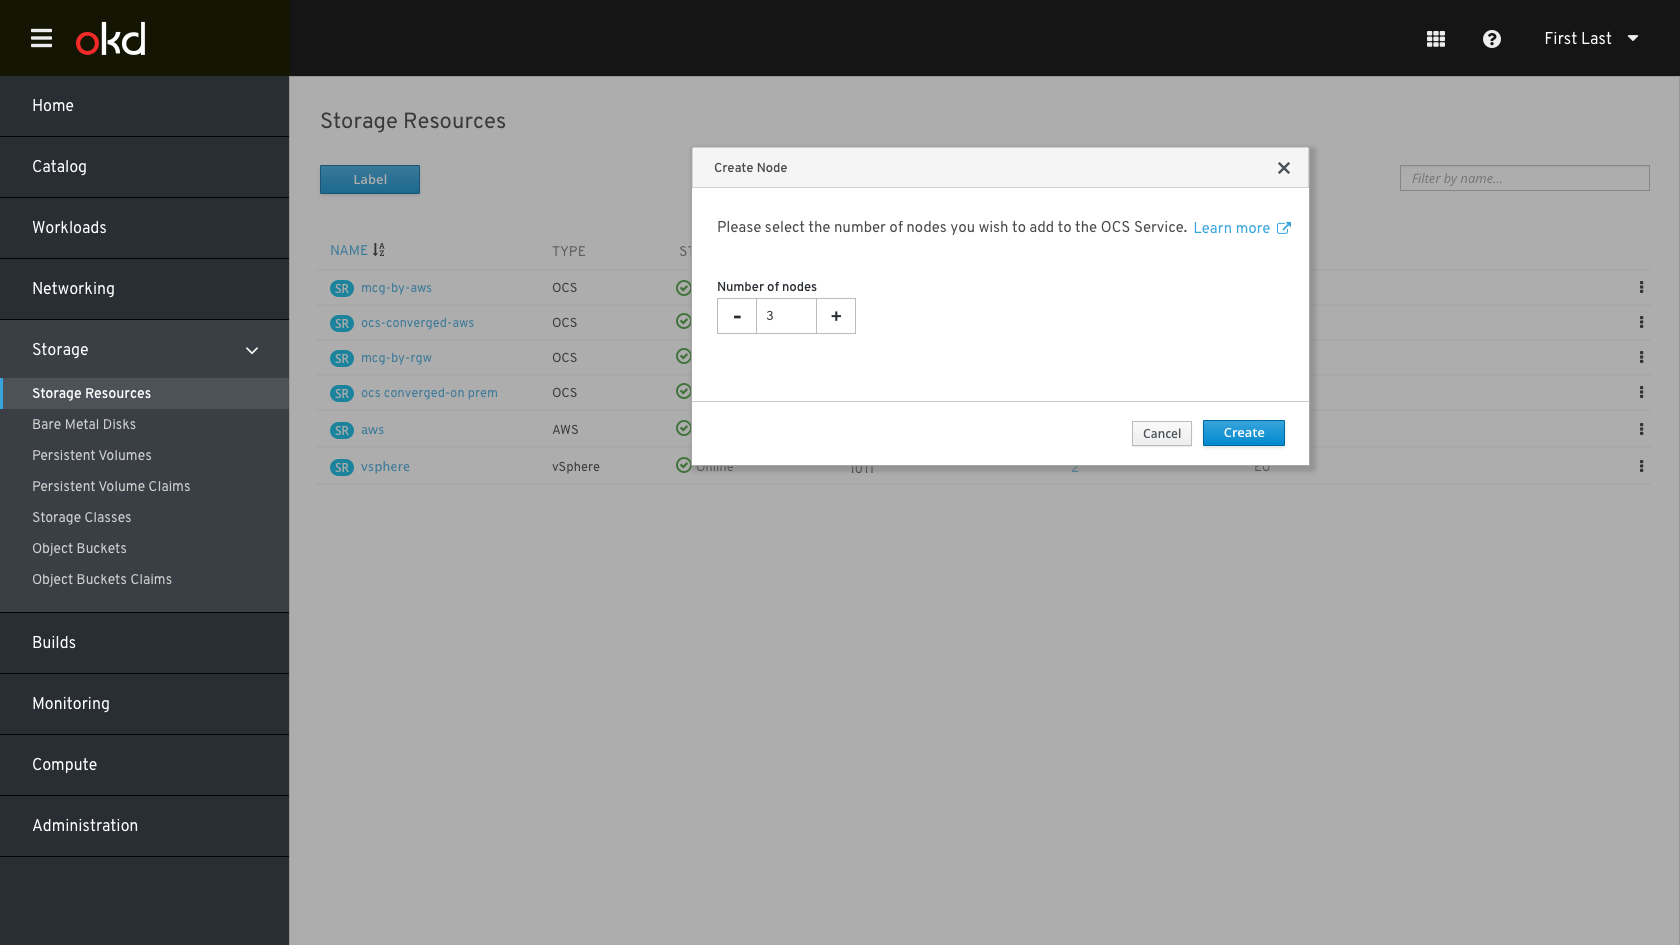 okd
First Last
Home
Catalog
Workloads
Networking
Storage
Storage Resources
Bare Metal Disks
Persistent Volumes
Persistent Volume Claims
Storage Classes
Object Buckets
Object Buckets Claims
Builds
Monitoring
Compute
Administration
Storage Resources
Label
Filter by name...
NAME TYPE
SR mcg-by-aws OCS
SR ocs-converged-aws OCS
SR mcg-by-rgw OCS
SR ocs converged-on prem OCS
SR aws AWS
SR vsphere vSphere Online 2 EU
Create Node
Please select the number of nodes you wish to add to the OCS Service. Learn more
Number of nodes
- 3 +
Cancel Create